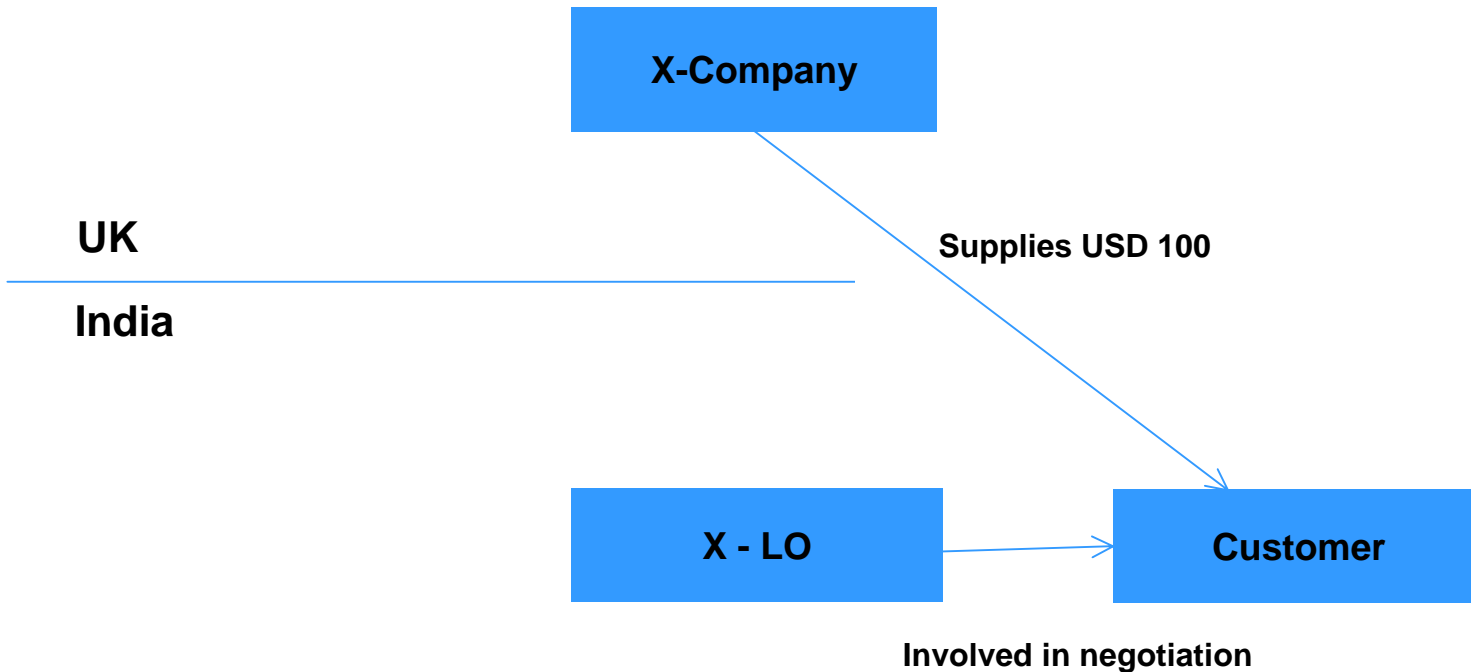 X-Company
UK
Supplies USD 100
India
X - LO
Customer
Involved in negotiation